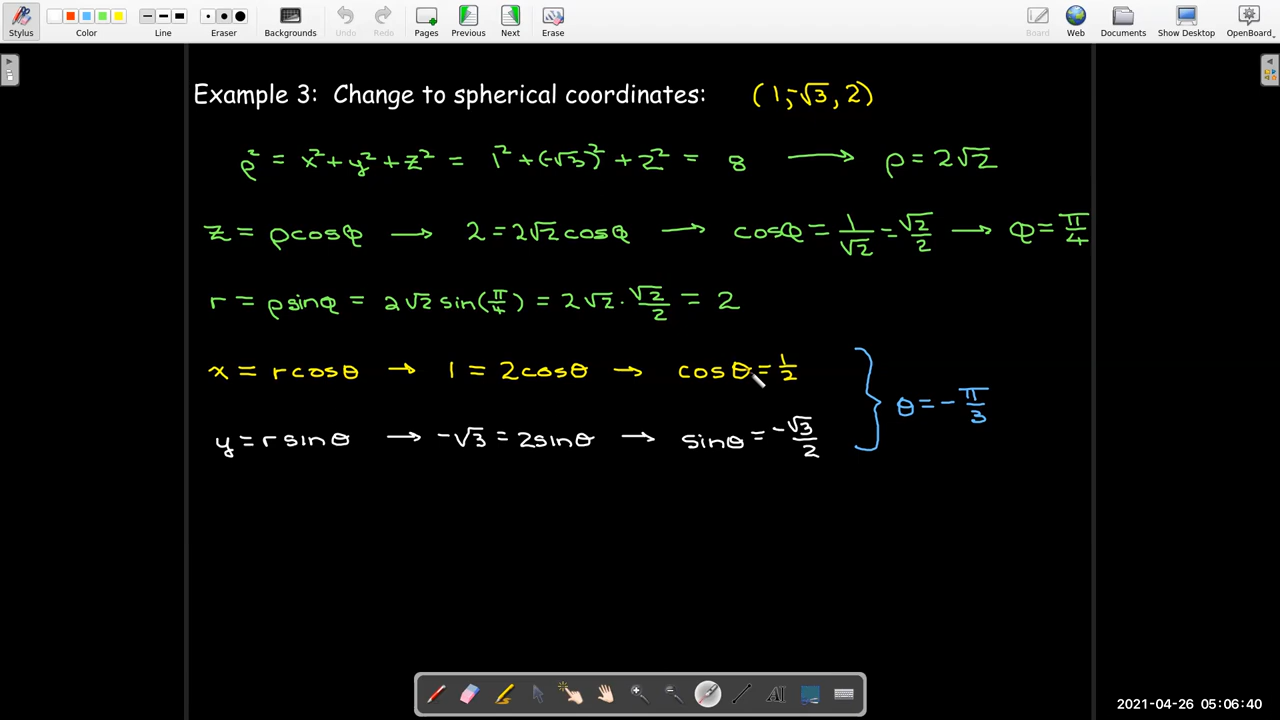 Stylus Color Line Eraser Backgrounds Undo Redo Pages Previous Next Erase Board Web Documents Show Desktop OpenBoard
Example 3: Change to spherical coordinates: (1, -√3, 2)
ρ² = x² + y² + z² = 1² + (-√3)² + 2² = 8 → ρ = 2√2
z = ρcosφ → 2 = 2√2 cosφ → cosφ = 1/√2 = √2/2 → φ = π/4
r = ρsinφ = 2√2 sin(π/4) = 2√2 · √2/2 = 2
x = rcosθ → 1 = 2cosθ → cosθ = 1/2
θ = -π/3
y = r sinθ → -√3 = 2sinθ → sinθ = -√3/2
AI
2021-04-26 05:06:40